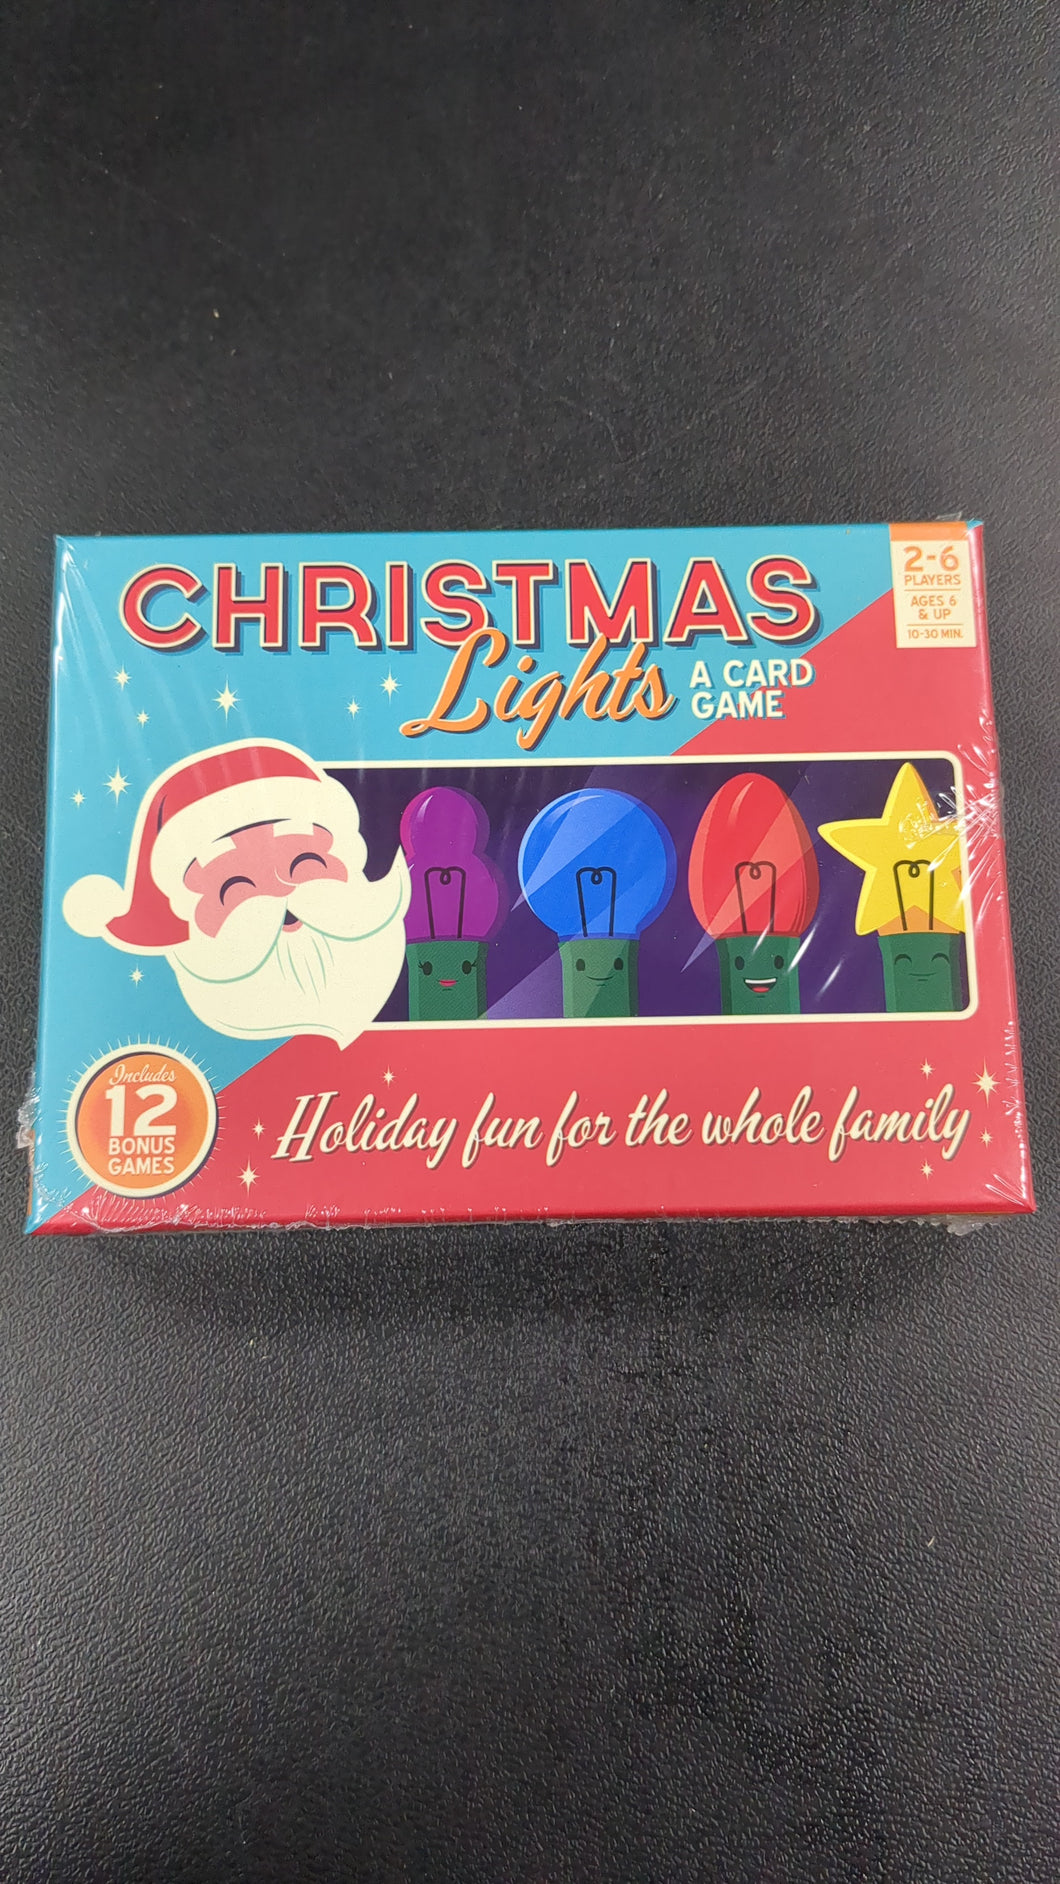 CHRISTMAS
Lights
A CARD
GAME
2-6
PLAYERS
AGES 6
& UP
10-30 MIN.
Includes
12
BONUS
GAMES
Holiday fun for the whole family